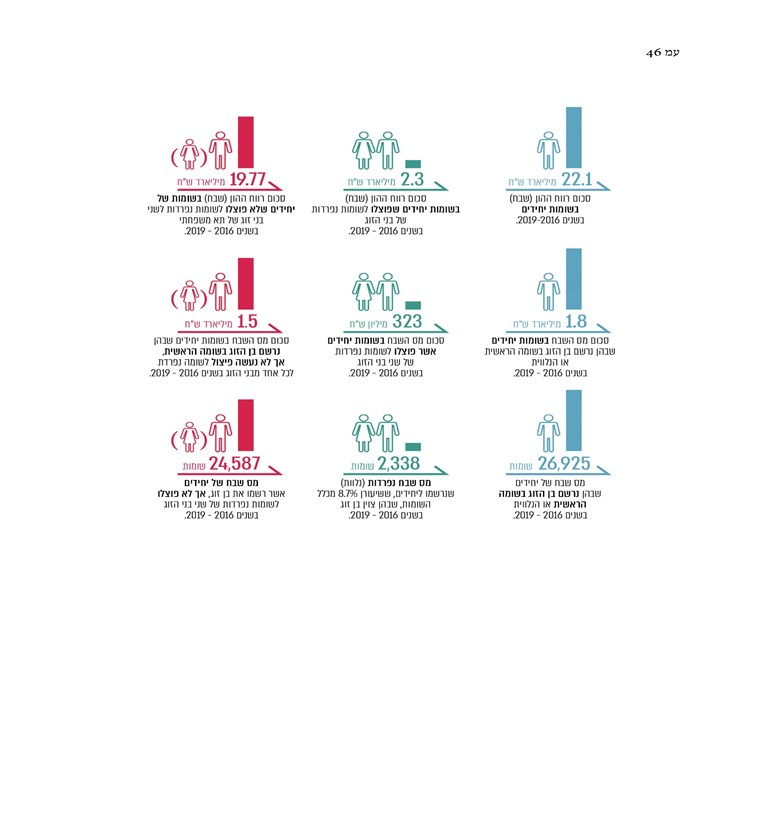 עמ 46
22.1 מיליארד ש"ח
סכום רווח ההון (שבח)
בשומות יחידים
בשנים 2019-2016.
2.3 מיליארד ש"ח
סכום רווח ההון (שבח)
בשומות יחידים שפוצלו לשומות נפרדות
של בני הזוג
בשנים 2016 - 2019.
19.77 מיליארד ש"ח
סכום רווח ההון (שבח) בשומות של
יחידים שלא פוצלו לשומות נפרדות לשני
בני זוג של תא משפחתי
בשנים 2016 - 2019.
1.8 מיליארד ש"ח
סכום מס השבח בשומות יחידים
שבהן נרשם בן הזוג בשומה הראשית
או הנלווית
בשנים 2016 - 2019.
323 מיליון ש"ח
סכום מס השבח בשומות יחידים
אשר פוצלו לשומות נפרדות
של שני בני הזוג
בשנים 2016 - 2019.
1.5 מיליארד ש"ח
סכום מס השבח בשומות יחידים שבהן
נרשם בן הזוג בשומה הראשית,
אך לא נעשה פיצול לשומה נפרדת
לכל אחד מבני הזוג בשנים 2016 - 2019.
26,925 שומות
מס שבח של יחידים
שבהן נרשם בן הזוג בשומה
הראשית או הנלווית
בשנים 2016 - 2019.
2,338 שומות
מס שבח נפרדות (נלוות)
שנרשמו ליחידים, ששיעורן 8.7% מכלל
השומות, שבהן צוין בן זוג
בשנים 2016 - 2019.
24,587 שומות
מס שבח של יחידים
אשר רשמו את בן זוג, אך לא פוצלו
לשומות נפרדות של שני בני הזוג
בשנים 2016 - 2019.